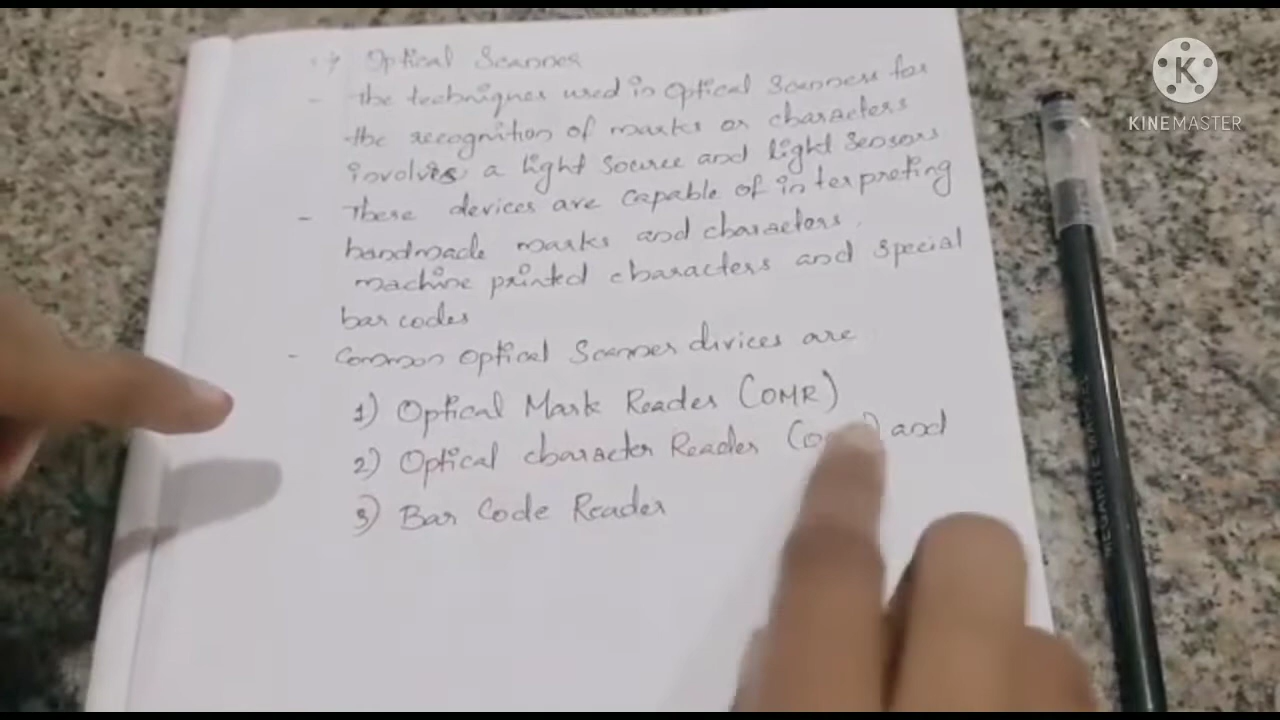 → Optical Scanner
- The techniques used in Optical Scanners for
the recognition of marks or characters
involves a light source and light sensors
- These devices are capable of interpreting
handmade marks and characters,
machine printed characters and special
bar codes
- Common Optical Scanner divices are
1) Optical Mark Reader (OMR)
2) Optical character Reader and
3) Bar Code Reader
K
KINEMASTER